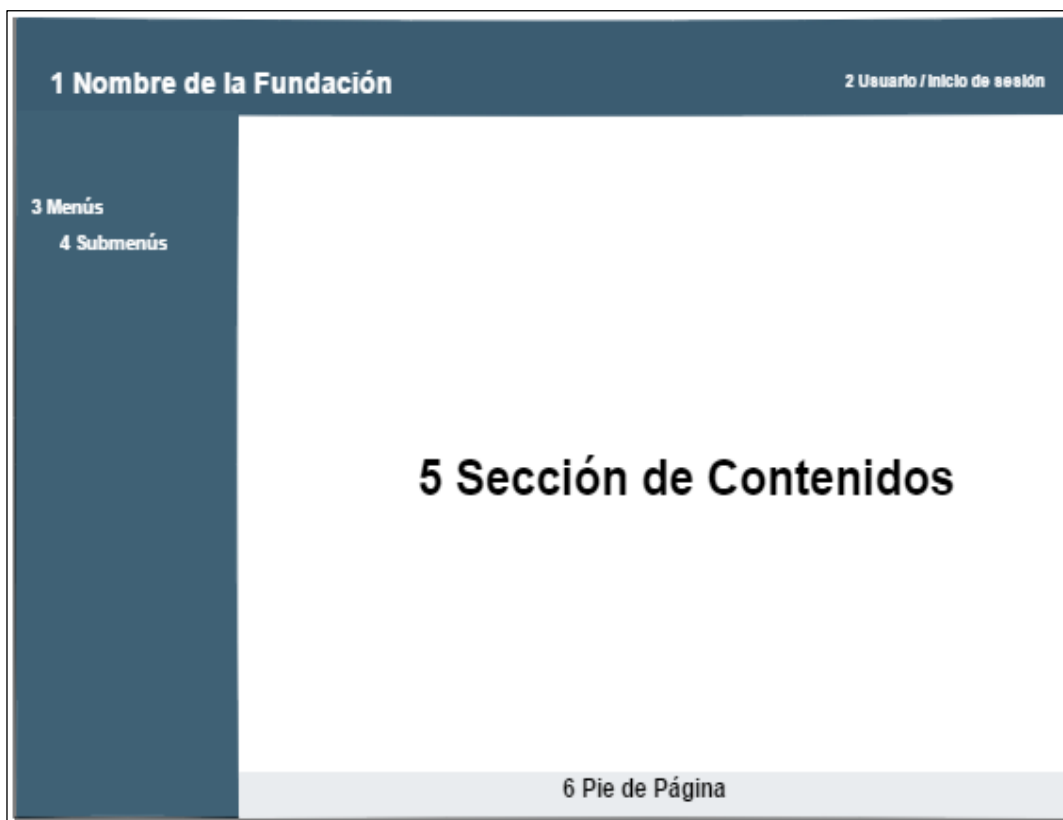 1 Nombre de la Fundación
2 Usuario / Inicio de sesión
3 Menús
4 Submenús
5 Sección de Contenidos
6 Pie de Página